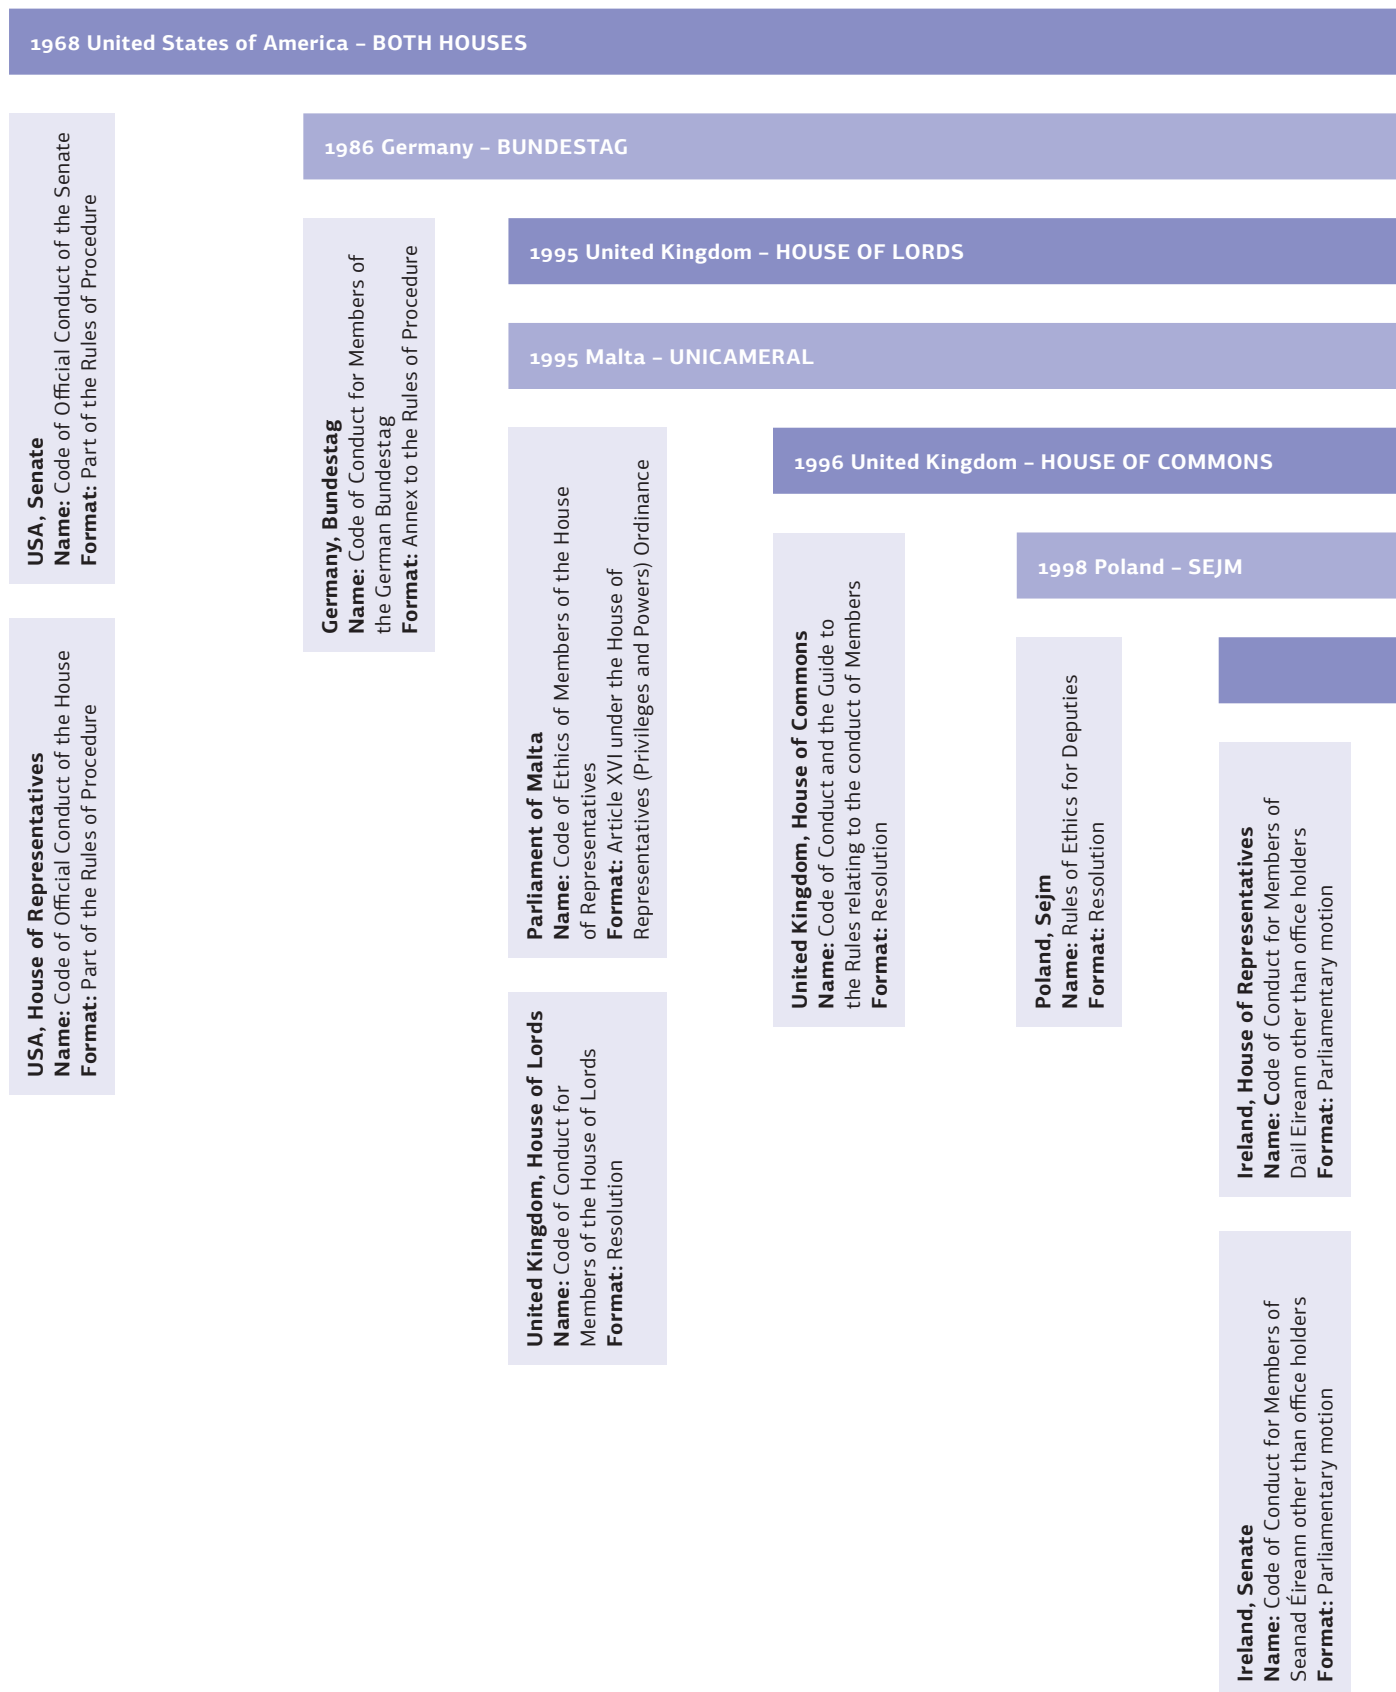 1968 United States of America – BOTH HOUSES
USA, Senate
Name: Code of Official Conduct of the Senate
Format: Part of the Rules of Procedure
USA, House of Representatives
Name: Code of Official Conduct of the House
Format: Part of the Rules of Procedure
1986 Germany – BUNDESTAG
Germany, Bundestag
Name: Code of Conduct for Members of
the German Bundestag
Format: Annex to the Rules of Procedure
1995 United Kingdom – HOUSE OF LORDS
1995 Malta – UNICAMERAL
Parliament of Malta
Name: Code of Ethics of Members of the House
of Representatives
Format: Article XVI under the House of
Representatives (Privileges and Powers) Ordinance
United Kingdom, House of Lords
Name: Code of Conduct for
Members of the House of Lords
Format: Resolution
1996 United Kingdom – HOUSE OF COMMONS
United Kingdom, House of Commons
Name: Code of Conduct and the Guide to
the Rules relating to the conduct of Members
Format: Resolution
1998 Poland – SEJM
Poland, Sejm
Name: Rules of Ethics for Deputies
Format: Resolution
Ireland, House of Representatives
Name: Code of Conduct for Members of
Dail Eireann other than office holders
Format: Parliamentary motion
Ireland, Senate
Name: Code of Conduct for Members of
Seanad Éireann other than office holders
Format: Parliamentary motion